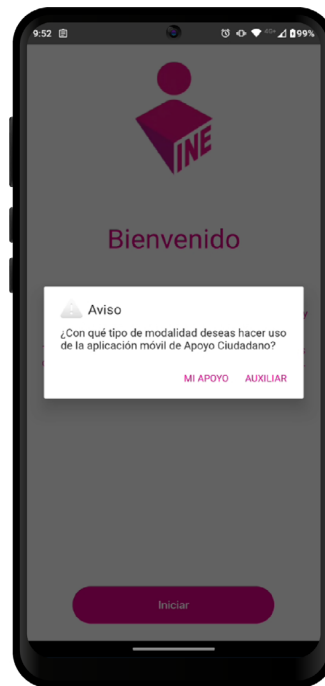 9:52
99%
INE
Bienvenido
y
Aviso
¿Con qué tipo de modalidad deseas hacer uso
de la aplicación móvil de Apoyo Ciudadano?
MI APOYO AUXILIAR
Iniciar